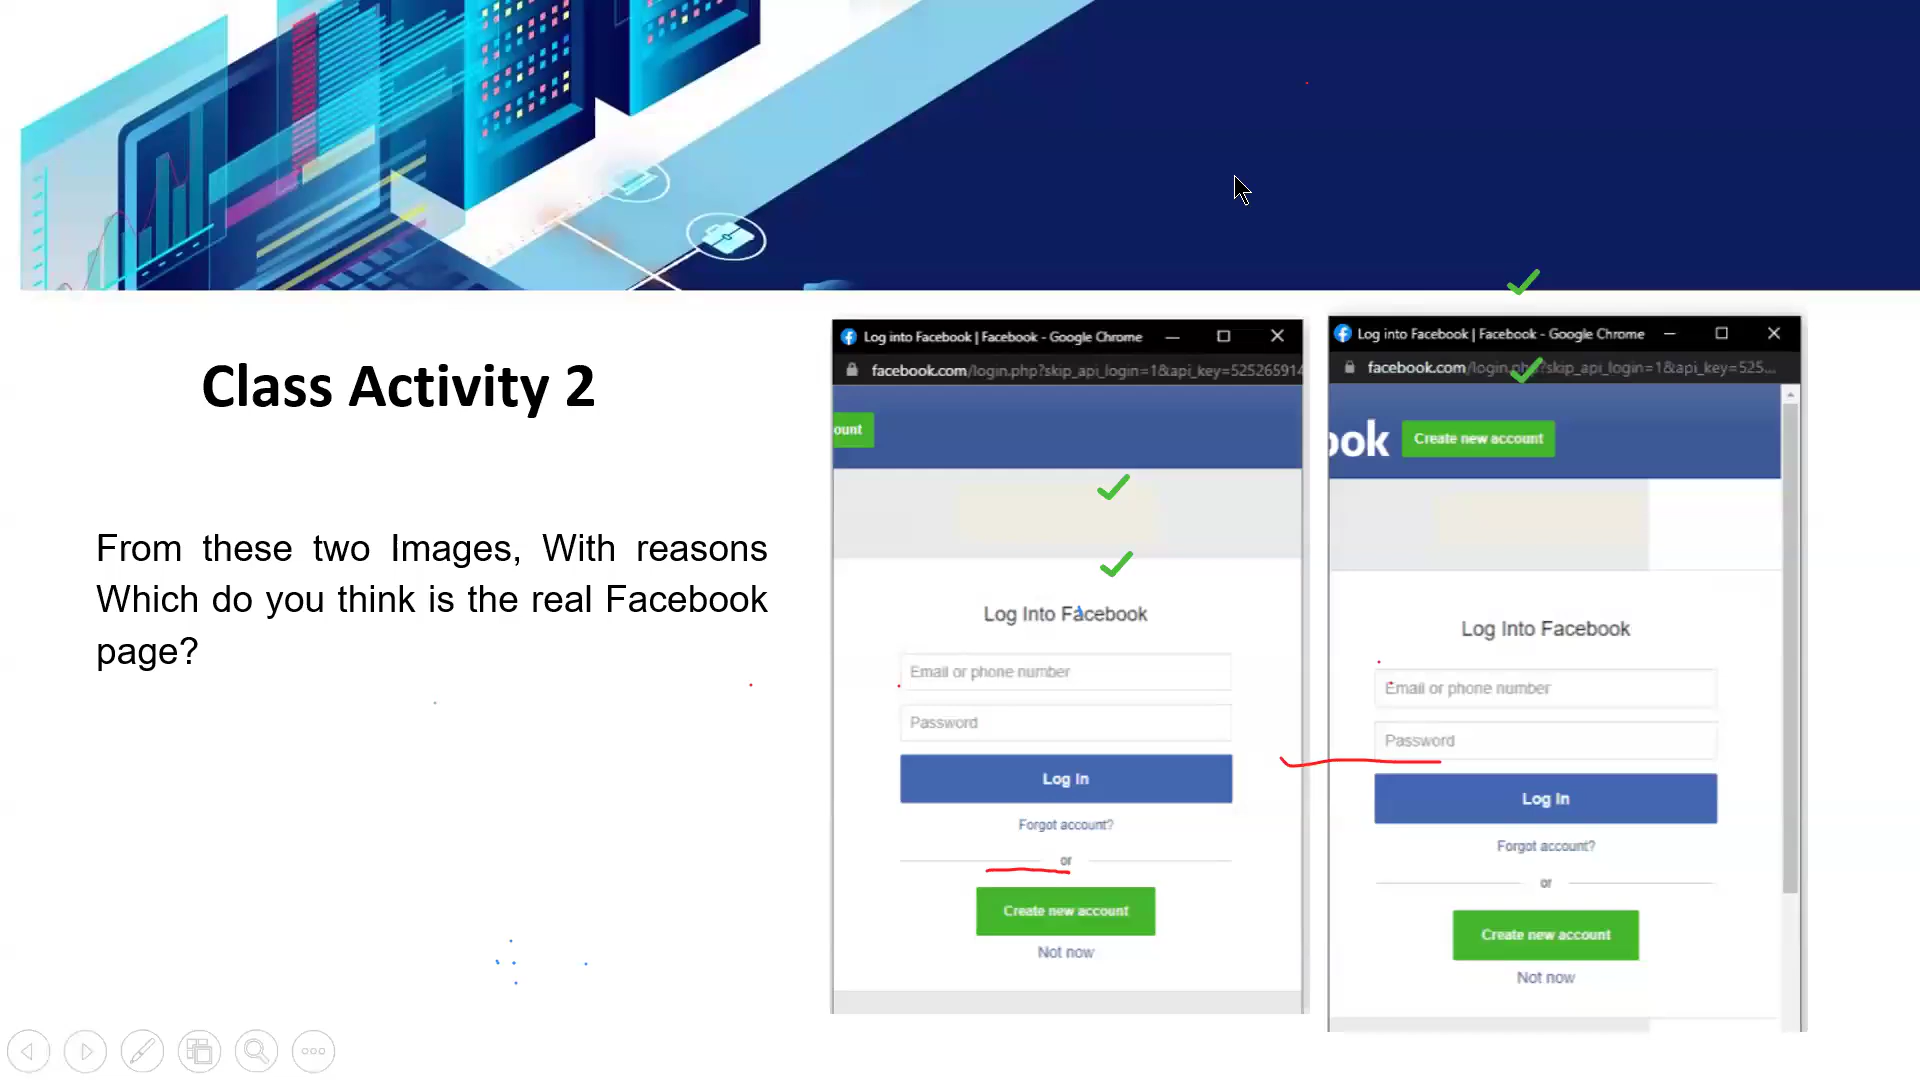 Class Activity 2
From these two Images, With reasons
Which do you think is the real Facebook
page?
Log into Facebook | Facebook - Google Chrome
facebook.com/login.php?skip_api_login=1&api_key=525265914
ount
Log Into Facebook
Email or phone number
Password
Log In
Forgot account?
or
Create new account
Not now
Log into Facebook | Facebook - Google Chrome
facebook.com/login.php?skip_api_login=1&api_key=525...
ook Create new account
Log Into Facebook
Email or phone number
Password
Log In
Forgot account?
or
Create new account
Not now